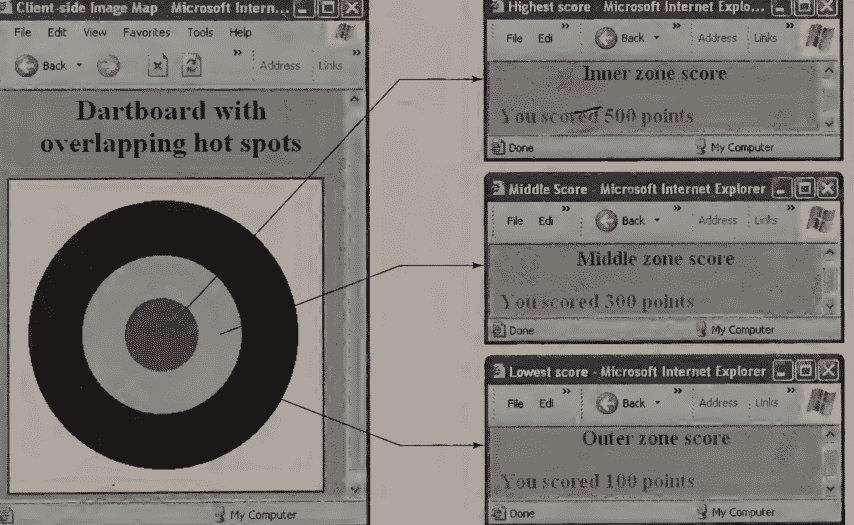 Client-side Image Map - Microsoft Intern...
File Edit View Favorites Tools »
Back » Address Links
Dartboard with
overlapping hot spots
My Computer
Highest score - Microsoft Internet Explo...
File Edi » Back » Address Links »
Inner zone score
You scored 500 points
Done My Computer
Middle Score - Microsoft Internet Explorer
File Edi » Back » Address Links »
Middle zone score
You scored 300 points
Done My Computer
Lowest score - Microsoft Internet Explorer
File Edi » Back » Address Links »
Outer zone score
You scored 100 points
Done My Computer